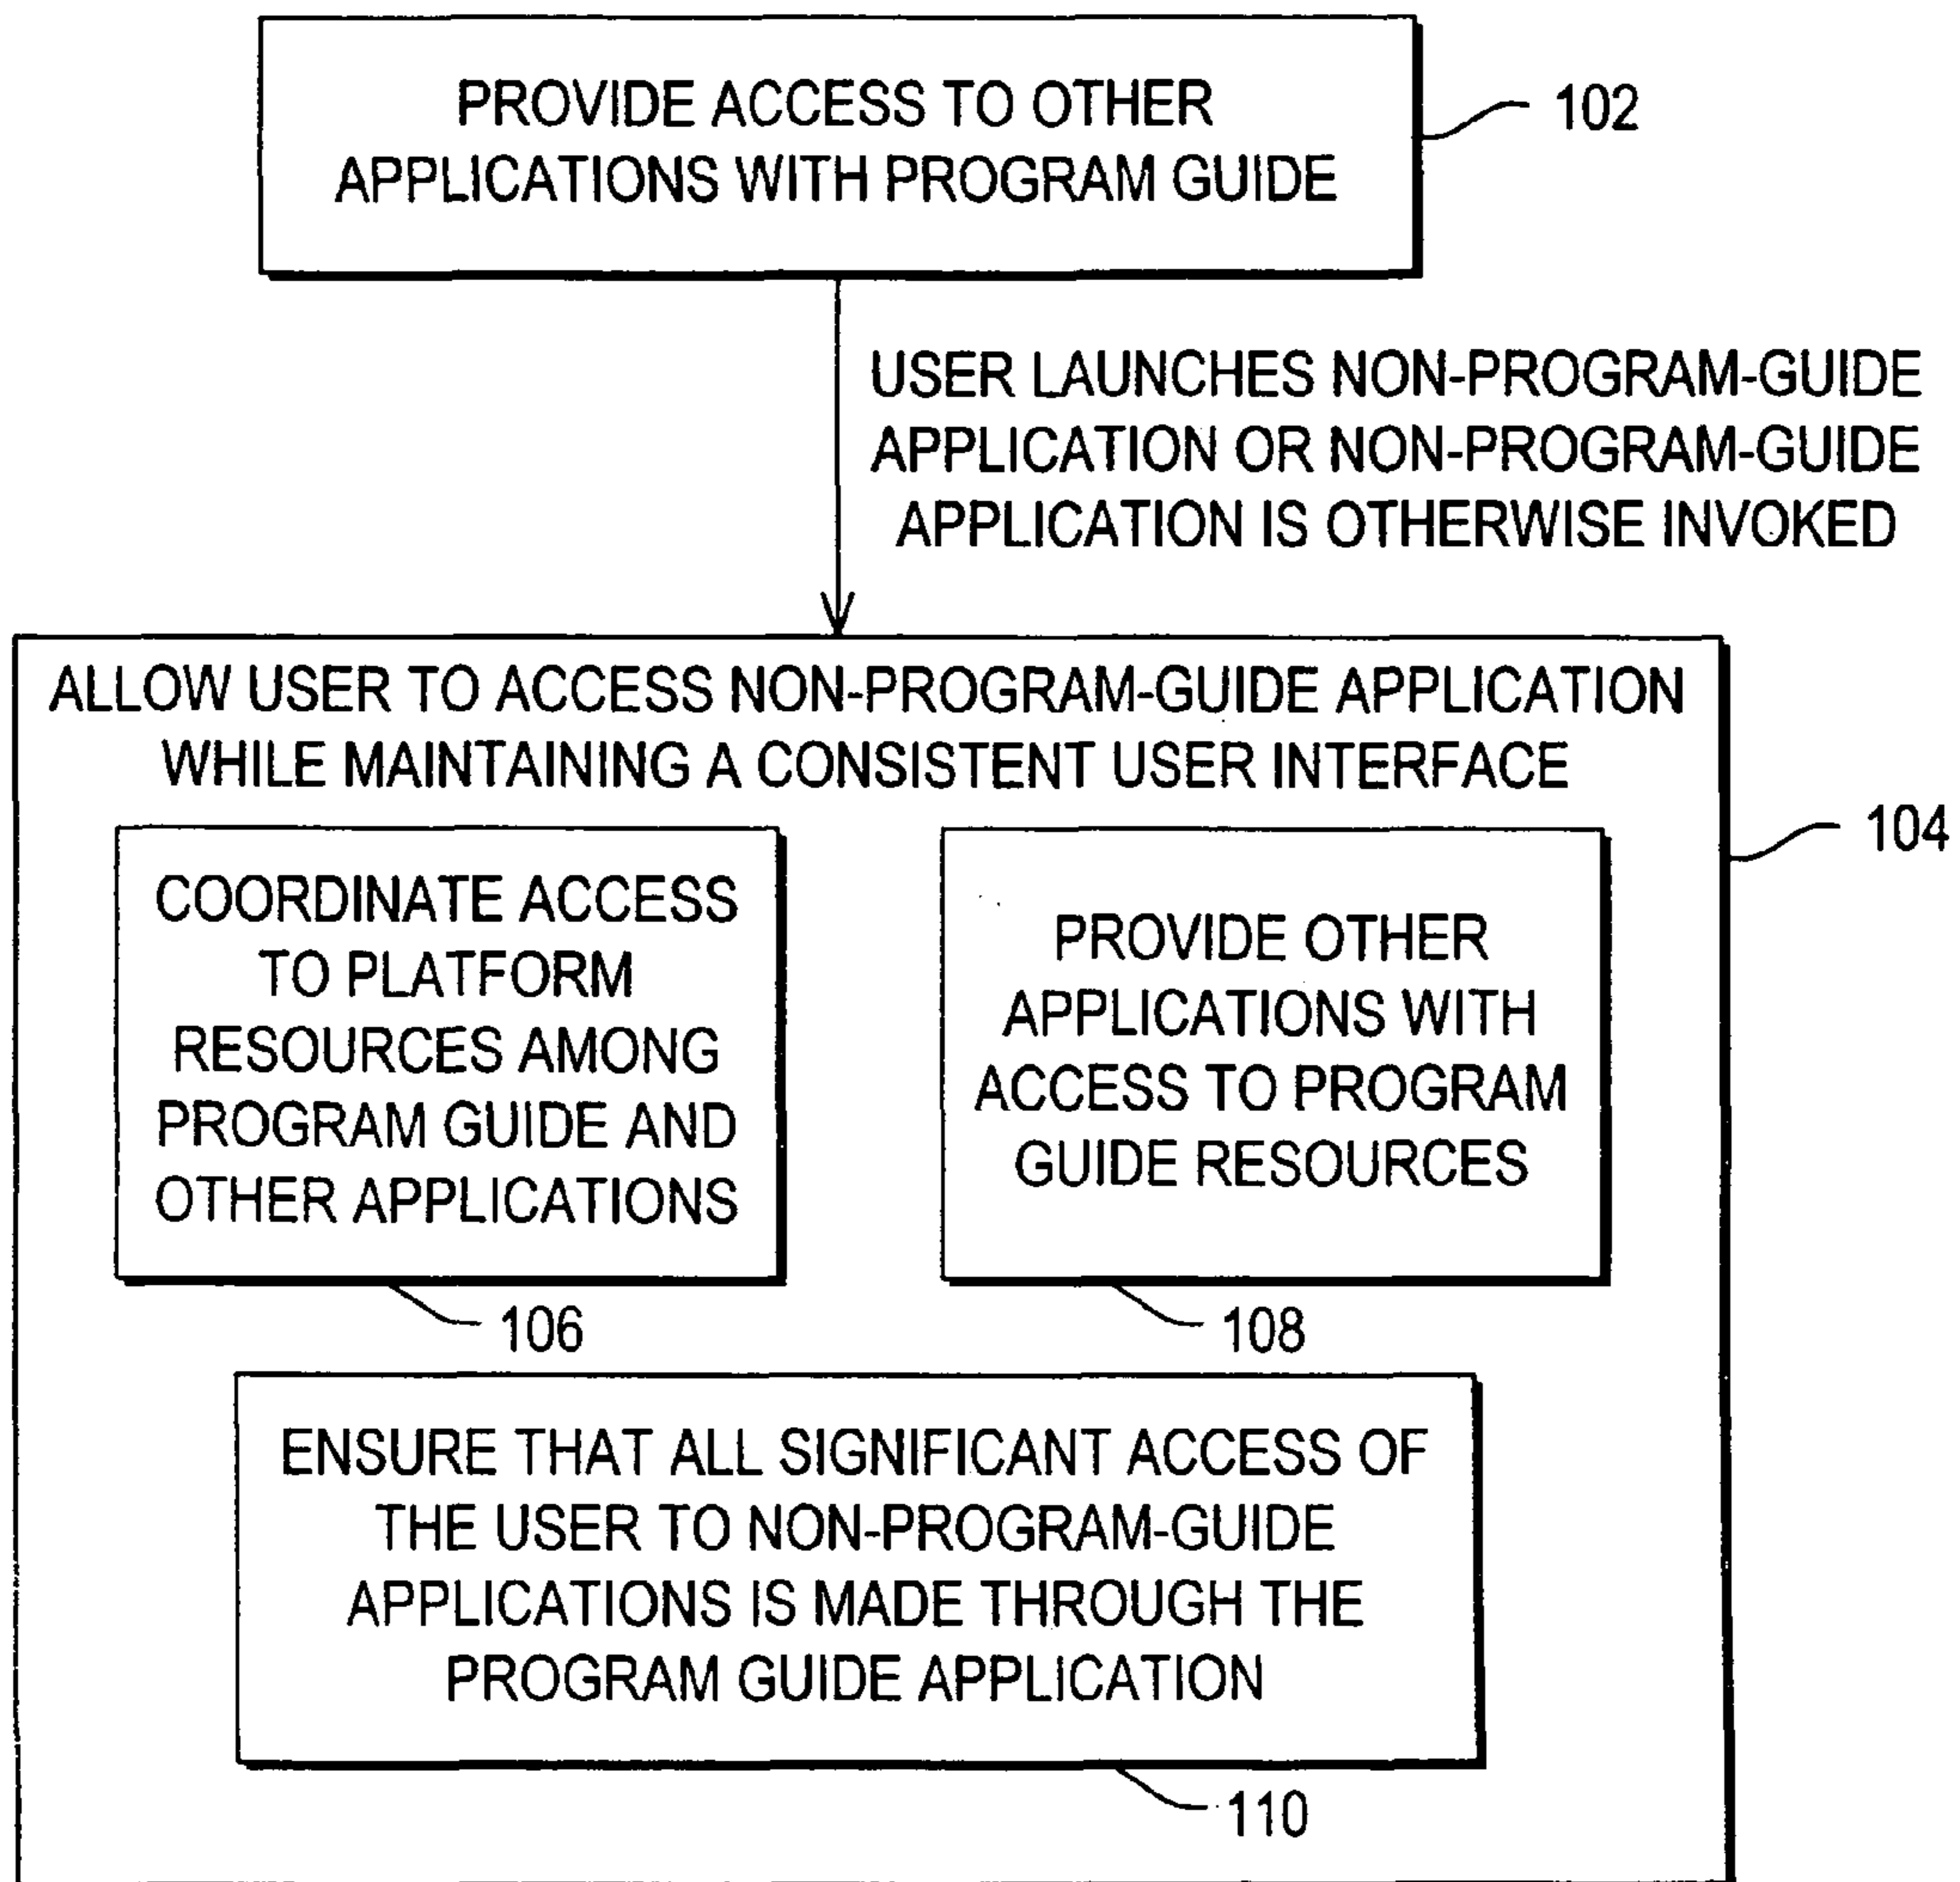 PROVIDE ACCESS TO OTHER
APPLICATIONS WITH PROGRAM GUIDE
102
USER LAUNCHES NON-PROGRAM-GUIDE
APPLICATION OR NON-PROGRAM-GUIDE
APPLICATION IS OTHERWISE INVOKED
ALLOW USER TO ACCESS NON-PROGRAM-GUIDE APPLICATION
WHILE MAINTAINING A CONSISTENT USER INTERFACE
104
COORDINATE ACCESS
TO PLATFORM
RESOURCES AMONG
PROGRAM GUIDE AND
OTHER APPLICATIONS
106
PROVIDE OTHER
APPLICATIONS WITH
ACCESS TO PROGRAM
GUIDE RESOURCES
108
ENSURE THAT ALL SIGNIFICANT ACCESS OF
THE USER TO NON-PROGRAM-GUIDE
APPLICATIONS IS MADE THROUGH THE
PROGRAM GUIDE APPLICATION
110